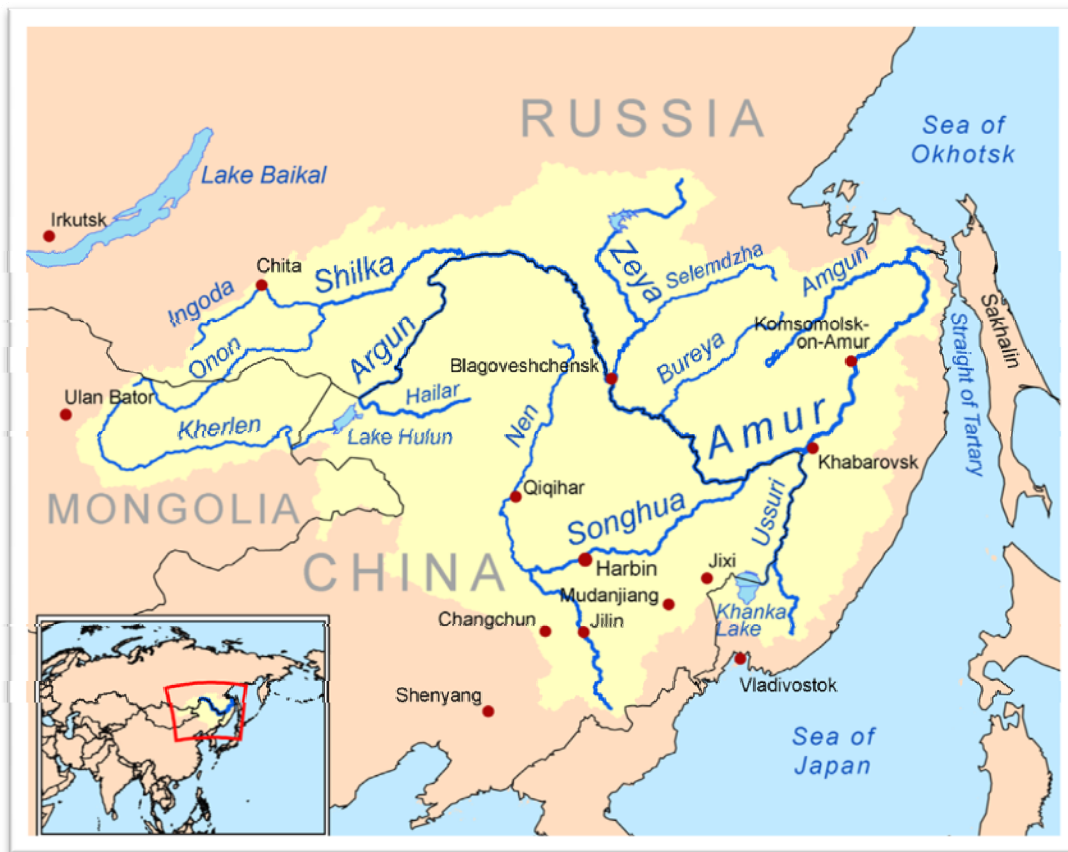 RUSSIA
Sea of
Okhotsk
Lake Baikal
Irkutsk
Chita
Shilka
Ingoda
Zeya
Selemdzha
Amgun
Onon
Argun
Komsomolsk-
on-Amur
Sakhalin
Straight of Tartary
Bureya
Blagoveshchensk
Ulan Bator
Hailar
Kherlen
Lake Hulun
Nen
Amur
Khabarovsk
MONGOLIA
Qiqihar
Songhua
Ussuri
CHINA
Harbin
Jixi
Mudanjiang
Khanka
Lake
Changchun
Jilin
Shenyang
Vladivostok
Sea of
Japan